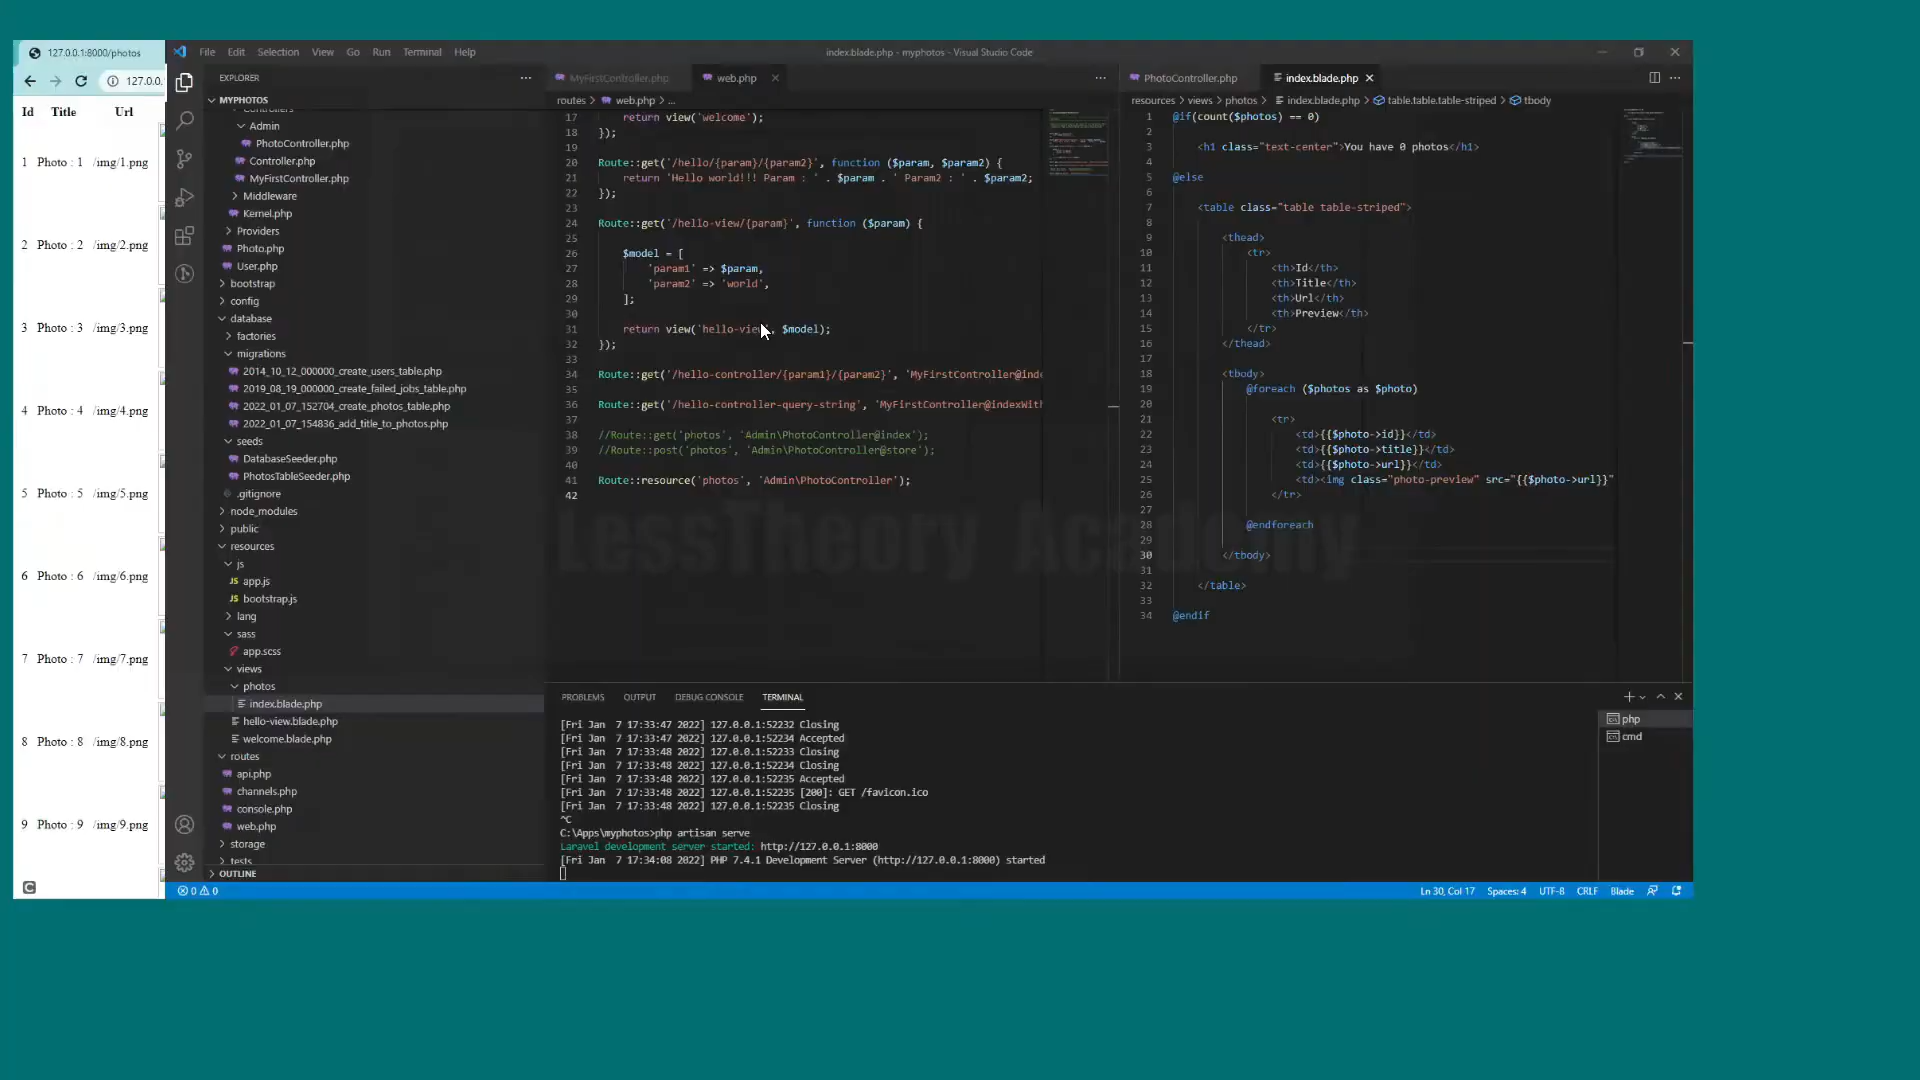 127.0.0.1:8000/photos
127.0.0.
Id Title Url
1 Photo : 1 /img/1.png
2 Photo : 2 /img/2.png
3 Photo : 3 /img/3.png
4 Photo : 4 /img/4.png
5 Photo : 5 /img/5.png
6 Photo : 6 /img/6.png
7 Photo : 7 /img/7.png
8 Photo : 8 /img/8.png
9 Photo : 9 /img/9.png
File Edit Selection View Go Run Terminal Help
index.blade.php - myphotos - Visual Studio Code
EXPLORER
MYPHOTOS
Controllers
Admin
PhotoController.php
Controller.php
MyFirstController.php
Middleware
Kernel.php
Providers
Photo.php
User.php
bootstrap
config
database
factories
migrations
2014_10_12_000000_create_users_table.php
2019_08_19_000000_create_failed_jobs_table.php
2022_01_07_152704_create_photos_table.php
2022_01_07_154836_add_title_to_photos.php
seeds
DatabaseSeeder.php
PhotosTableSeeder.php
.gitignore
node_modules
public
resources
js
JS app.js
JS bootstrap.js
lang
sass
app.scss
views
photos
index.blade.php
hello-view.blade.php
welcome.blade.php
routes
api.php
channels.php
console.php
web.php
storage
tests
OUTLINE
MyFirstController.php web.php
routes > web.php > ...
17 return view('welcome');
18 });
19
20 Route::get('/hello/{param}/{param2}', function ($param, $param2) {
21 return 'Hello world!!! Param : ' . $param . ' Param2 : ' . $param2;
22 });
23
24 Route::get('/hello-view/{param}', function ($param) {
25
26 $model = [
27 'param1' => $param,
28 'param2' => 'world',
29 ];
30
31 return view('hello-view', $model);
32 });
33
34 Route::get('/hello-controller/{param1}/{param2}', 'MyFirstController@inde
35
36 Route::get('/hello-controller-query-string', 'MyFirstController@indexWith
37
38 //Route::get('photos', 'Admin\PhotoController@index');
39 //Route::post('photos', 'Admin\PhotoController@store');
40
41 Route::resource('photos', 'Admin\PhotoController');
42
PhotoController.php index.blade.php
resources > views > photos > index.blade.php > table.table.table-striped > tbody
1 @if(count($photos) == 0)
2
3 <h1 class="text-center">You have 0 photos</h1>
4
5 @else
6
7 <table class="table table-striped">
8
9 <thead>
10 <tr>
11 <th>Id</th>
12 <th>Title</th>
13 <th>Url</th>
14 <th>Preview</th>
15 </tr>
16 </thead>
17
18 <tbody>
19 @foreach ($photos as $photo)
20
21 <tr>
22 <td>{{$photo->id}}</td>
23 <td>{{$photo->title}}</td>
24 <td>{{$photo->url}}</td>
25 <td><img class="photo-preview" src="{{$photo->url}}"
26 </tr>
27
28 @endforeach
29
30 </tbody>
31
32 </table>
33
34 @endif
LessTheory Academy
PROBLEMS OUTPUT DEBUG CONSOLE TERMINAL
[Fri Jan 7 17:33:47 2022] 127.0.0.1:52232 Closing
[Fri Jan 7 17:33:47 2022] 127.0.0.1:52234 Accepted
[Fri Jan 7 17:33:48 2022] 127.0.0.1:52233 Closing
[Fri Jan 7 17:33:48 2022] 127.0.0.1:52234 Closing
[Fri Jan 7 17:33:48 2022] 127.0.0.1:52235 Accepted
[Fri Jan 7 17:33:48 2022] 127.0.0.1:52235 [200]: GET /favicon.ico
[Fri Jan 7 17:33:48 2022] 127.0.0.1:52235 Closing
^C
C:\Apps\myphotos>php artisan serve
Laravel development server started: http://127.0.0.1:8000
[Fri Jan 7 17:34:08 2022] PHP 7.4.1 Development Server (http://127.0.0.1:8000) started
php
cmd
0 0
Ln 30, Col 17 Spaces: 4 UTF-8 CRLF Blade